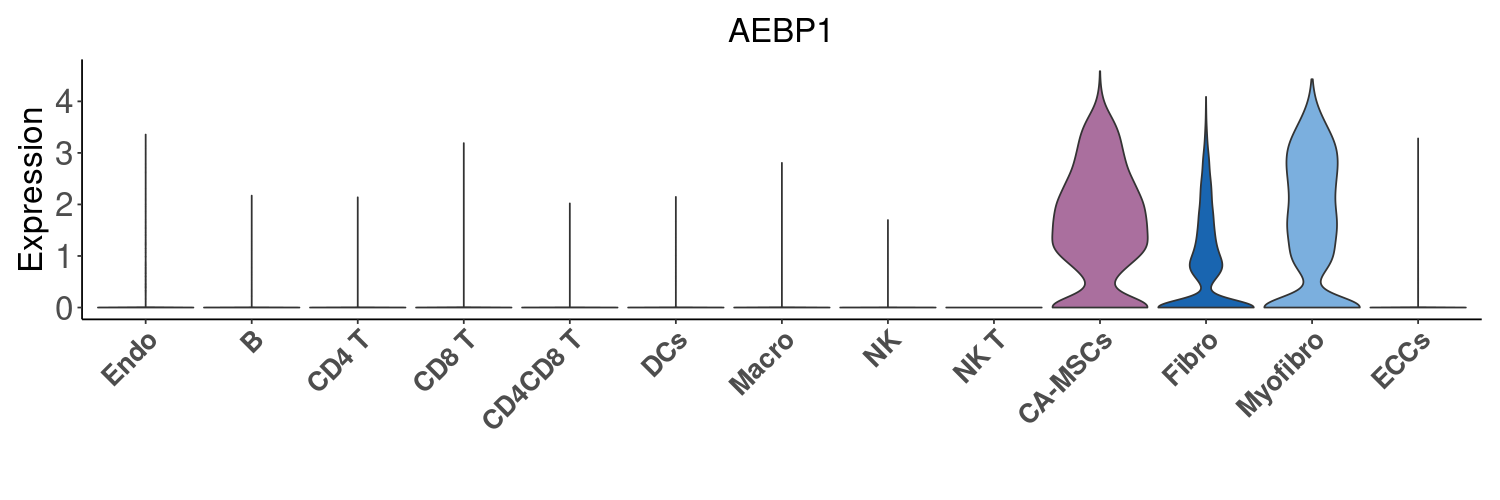 AEBP1
Expression
4
3
2
1
0
Endo
B
CD4 T
CD8 T
CD4CD8 T
DCs
Macro
NK
NK T
CA-MSCs
Fibro
Myofibro
ECCs